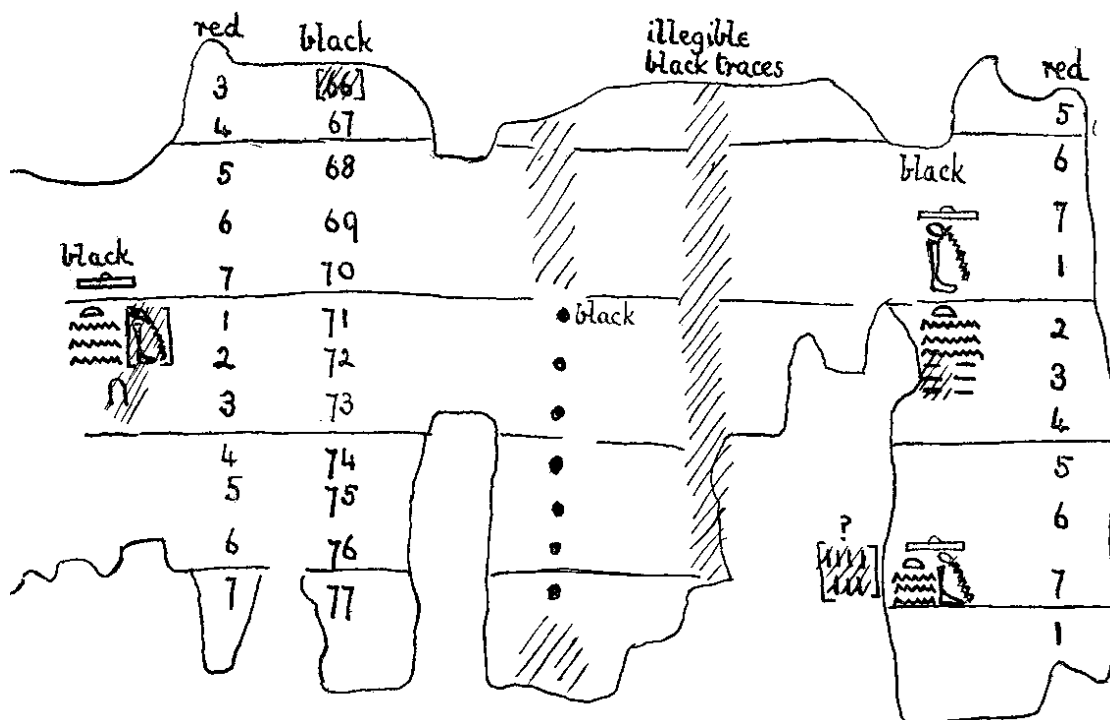 red black illegible black traces red
3 [66] 5
4 67
5 68 black 6
6 69 7
black 7 70 1
1 71 black 2
2 72 3
3 73 4
4 74 5
5 75 6
6 76 ? 7
7 77 1